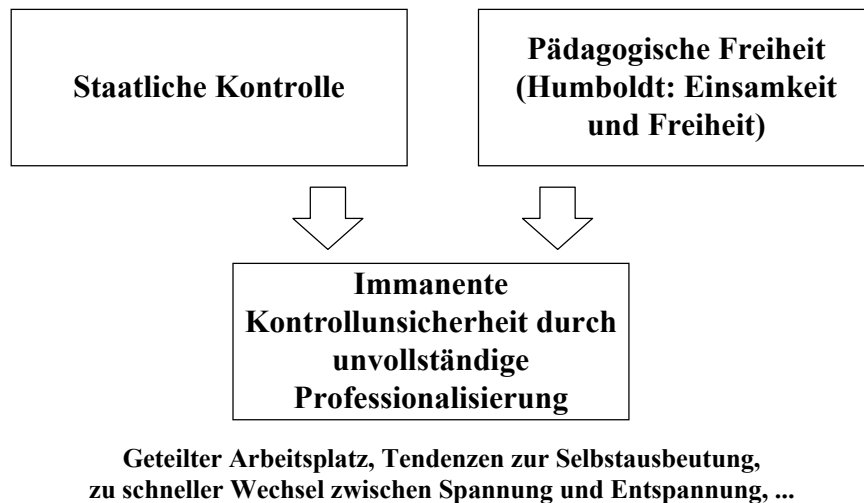 Staatliche Kontrolle
Pädagogische Freiheit
(Humboldt: Einsamkeit
und Freiheit)
Immanente
Kontrollunsicherheit durch
unvollständige
Professionalisierung
Geteilter Arbeitsplatz, Tendenzen zur Selbstausbeutung,
zu schneller Wechsel zwischen Spannung und Entspannung, ...